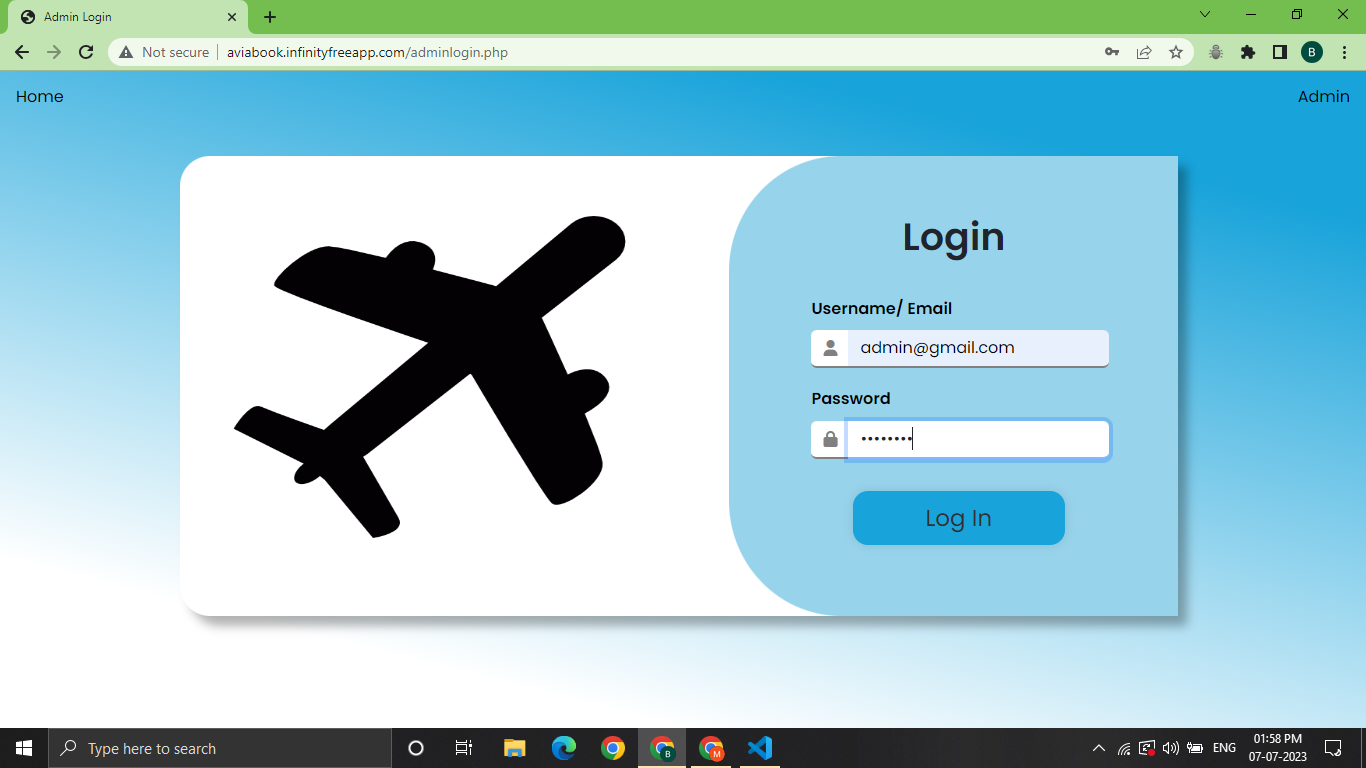 Admin Login
Not secure
aviabook.infinityfreeapp.com/adminlogin.php
B
Home
Admin
Login
Username/ Email
admin@gmail.com
Password
••••••••
Log In
Type here to search
B
M
ENG
01:58 PM
07-07-2023